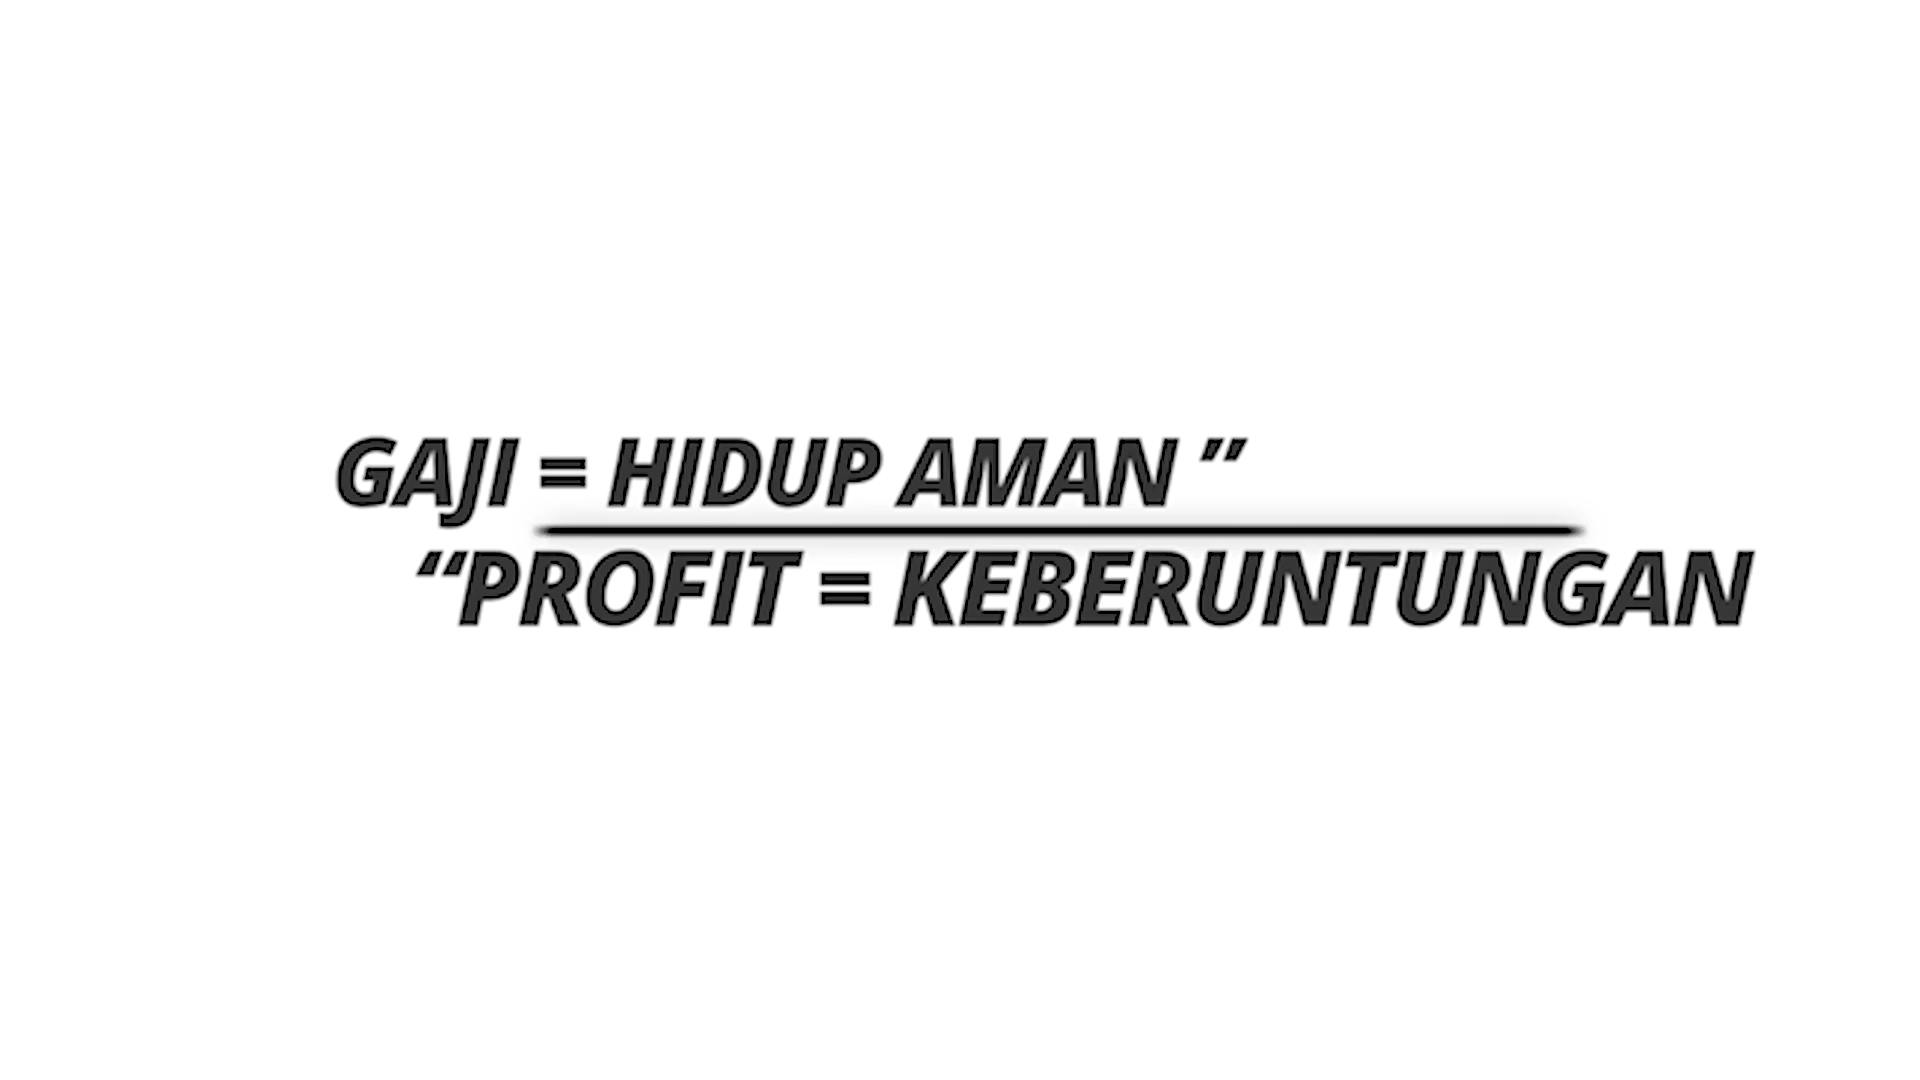 GAJI = HIDUP AMAN ”
“PROFIT = KEBERUNTUNGAN